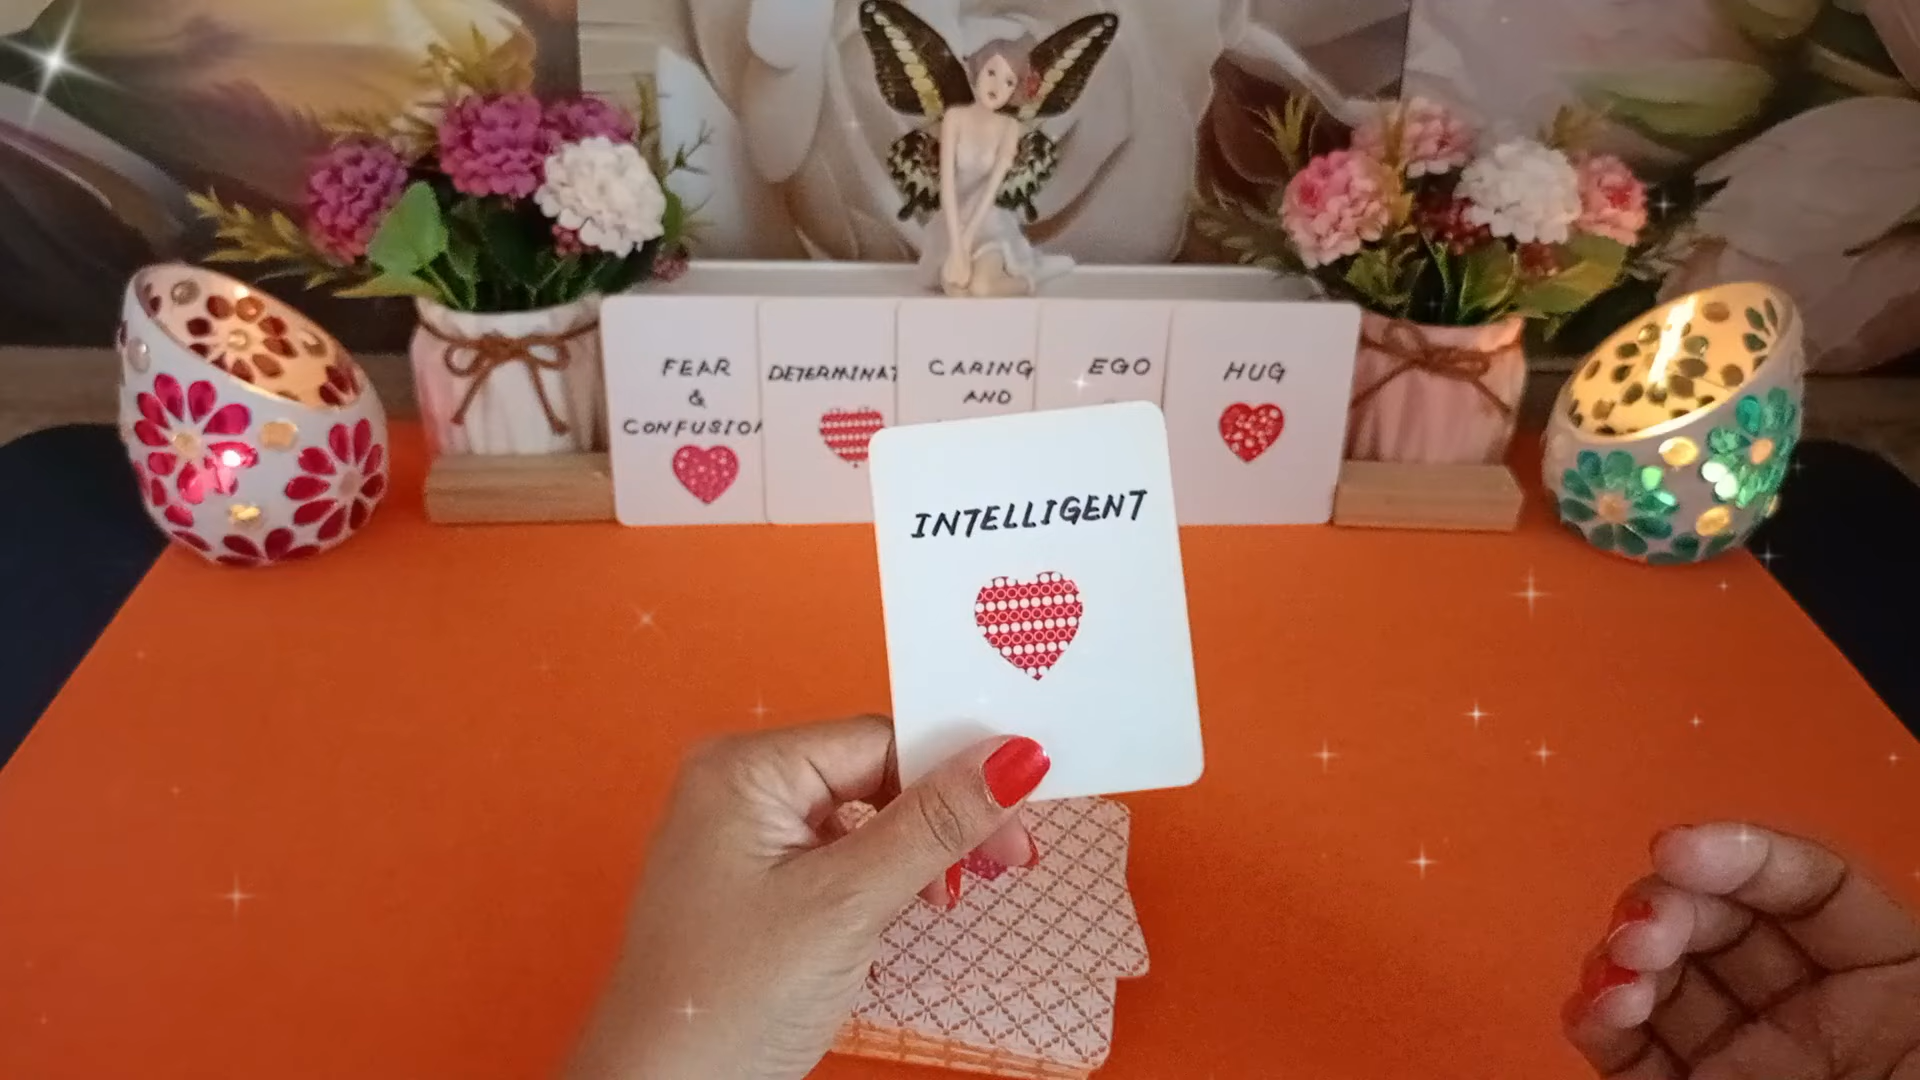 FEAR
&
CONFUSION
DETERMINAT
CARING
AND
EGO
HUG
INTELLIGENT